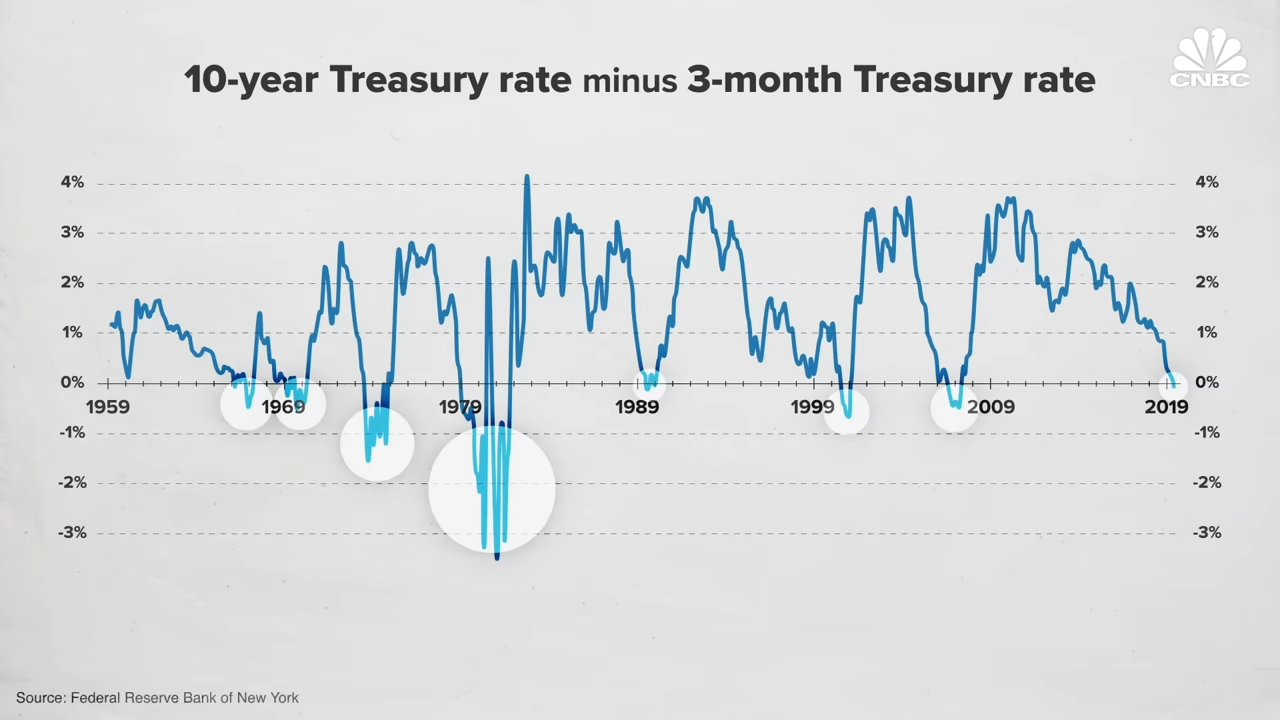 CNBC
10-year Treasury rate minus 3-month Treasury rate
4% 4%
3% 3%
2% 2%
1% 1%
0% 0%
1959 1969 1979 1989 1999 2009 2019
-1% -1%
-2% -2%
-3% -3%
Source: Federal Reserve Bank of New York